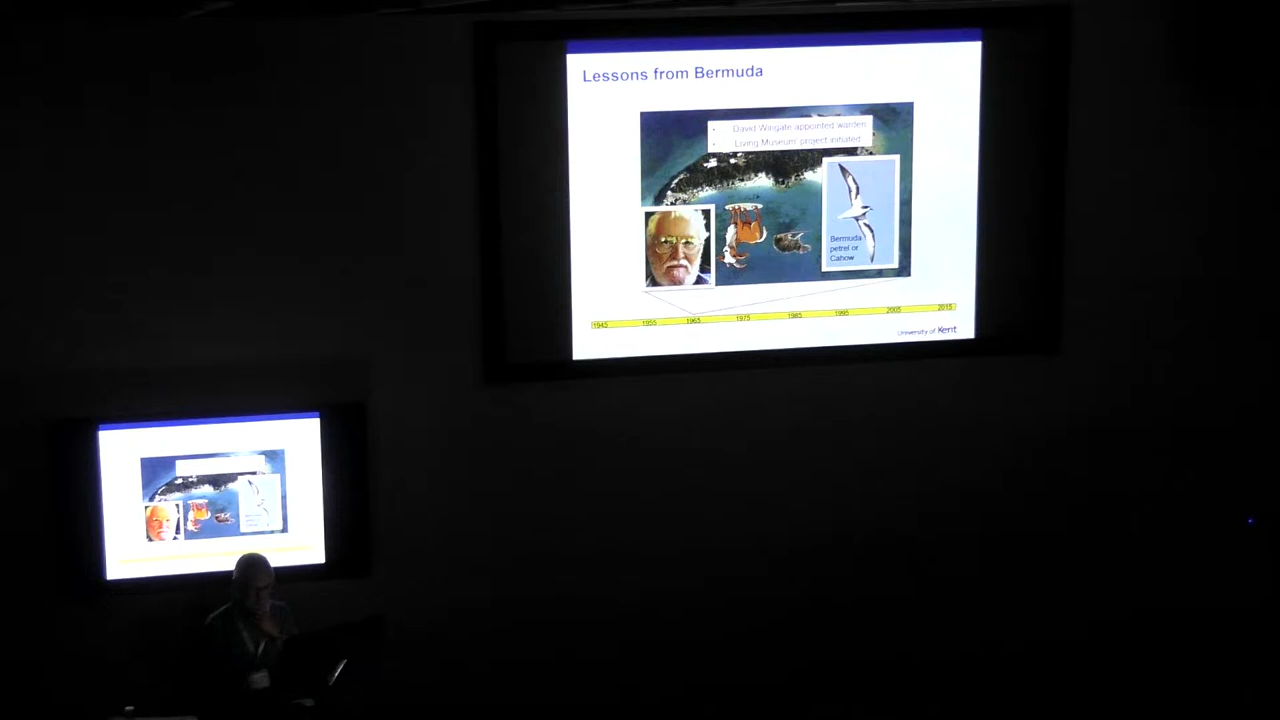 Lessons from Bermuda
• David Wingate appointed warden
• Living Museum project initiated
Bermuda
petrel or
Cahow
1945 1955 1965 1975 1985 1995 2005 2015
University of Kent